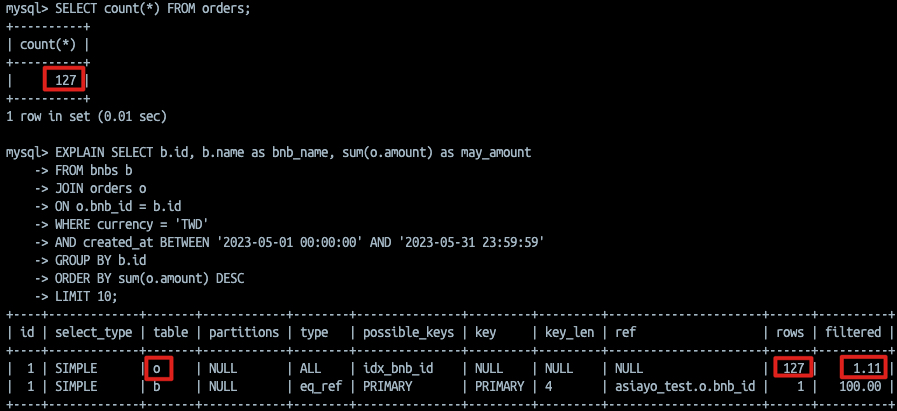 mysql> SELECT count(*) FROM orders;
+----------+
| count(*) |
+----------+
|      127 |
+----------+
1 row in set (0.01 sec)
mysql> EXPLAIN SELECT b.id, b.name as bnb_name, sum(o.amount) as may_amount
    -> FROM bnbs b
    -> JOIN orders o
    -> ON o.bnb_id = b.id
    -> WHERE currency = 'TWD'
    -> AND created_at BETWEEN '2023-05-01 00:00:00' AND '2023-05-31 23:59:59'
    -> GROUP BY b.id
    -> ORDER BY sum(o.amount) DESC
    -> LIMIT 10;
+----+-------------+-------+------------+--------+---------------+---------+---------+----------------------+------+----------+
| id | select_type | table | partitions | type   | possible_keys | key     | key_len | ref                  | rows | filtered |
+----+-------------+-------+------------+--------+---------------+---------+---------+----------------------+------+----------+
|  1 | SIMPLE      | o     | NULL       | ALL    | idx_bnb_id    | NULL    | NULL    | NULL                 |  127 |     1.11 |
|  1 | SIMPLE      | b     | NULL       | eq_ref | PRIMARY       | PRIMARY | 4       | asiayo_test.o.bnb_id |    1 |   100.00 |
+----+-------------+-------+------------+--------+---------------+---------+---------+----------------------+------+----------+